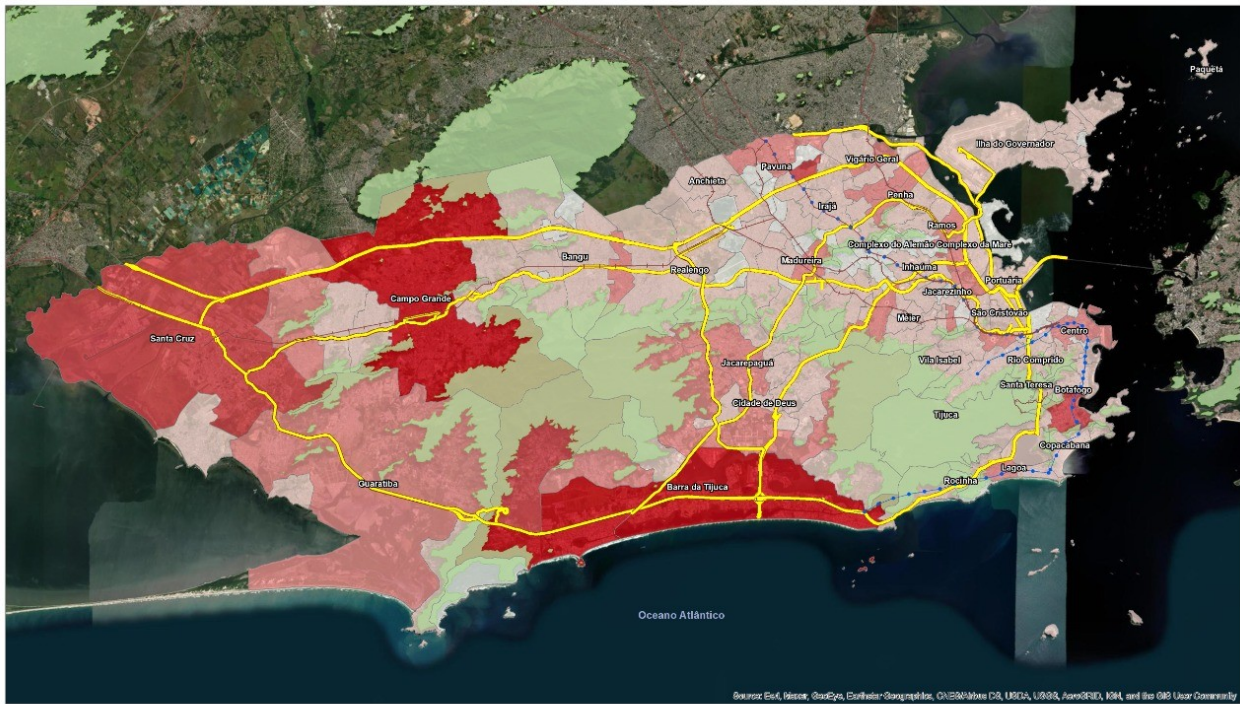 Paquetá
Ilha do Governador
Vigário Geral
Pavuna
Anchieta
Penha
Irajá
Ramos
Complexo do Alemão
Complexo da Maré
Bangu
Madureira
Inhaúma
Realengo
Portuária
Jacarezinho
Campo Grande
São Cristóvão
Méier
Centro
Santa Cruz
Vila Isabel
Rio Comprido
Jacarepaguá
Santa Teresa
Botafogo
Cidade de Deus
Tijuca
Copacabana
Lagoa
Rocinha
Guaratiba
Barra da Tijuca
Oceano Atlântico
Source: Esri, Maxar, GeoEye, Earthstar Geographics, CNES/Airbus DS, USDA, USGS, AeroGRID, IGN, and the GIS User Community